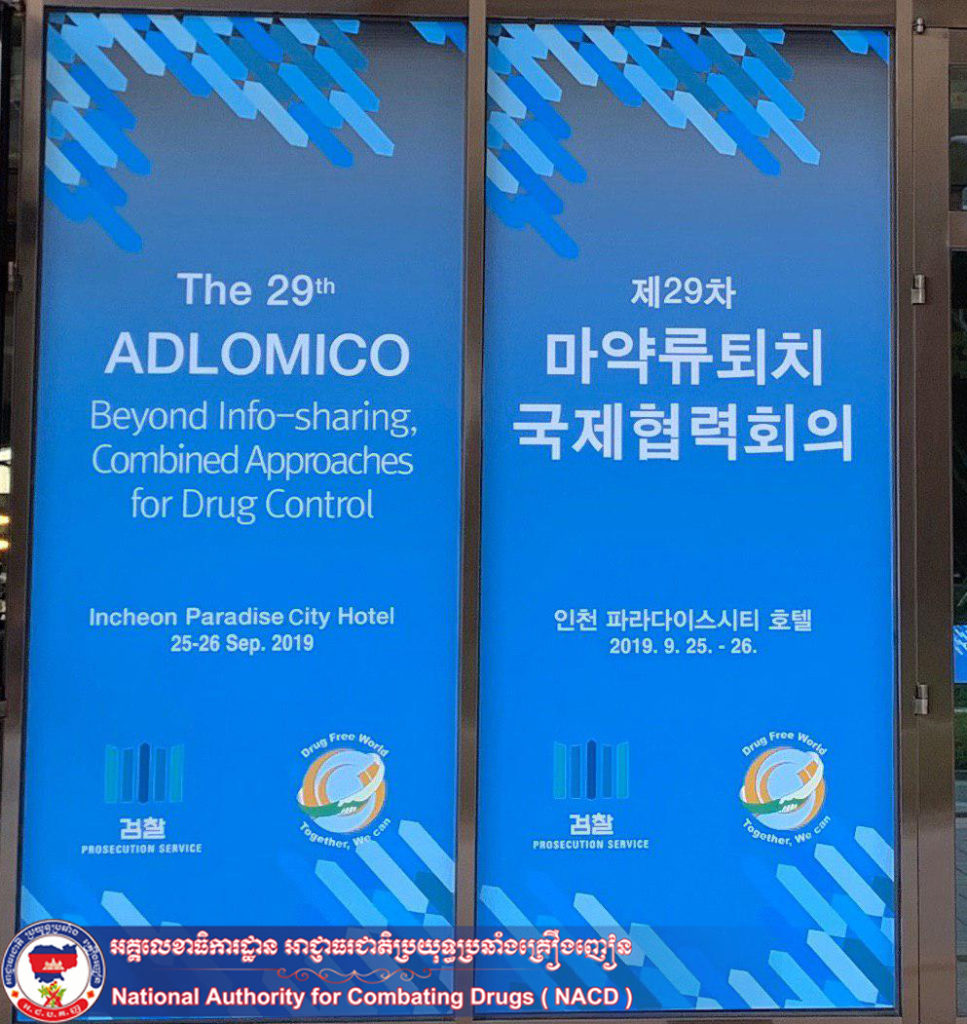 The 29th
ADLOMICO
Beyond Info-sharing,
Combined Approaches
for Drug Control
Incheon Paradise City Hotel
25-26 Sep. 2019
검찰
PROSECUTION SERVICE
Drug Free World
Together, We can
제29차
마약류퇴치
국제협력회의
인천 파라다이스시티 호텔
2019. 9. 25. - 26.
검찰
PROSECUTION SERVICE
Drug Free World
Together, We can
អគ្គលេខាធិការដ្ឋាន អាជ្ញាធរជាតិប្រយុទ្ធប្រឆាំងគ្រឿងញៀន
National Authority for Combating Drugs ( NACD )